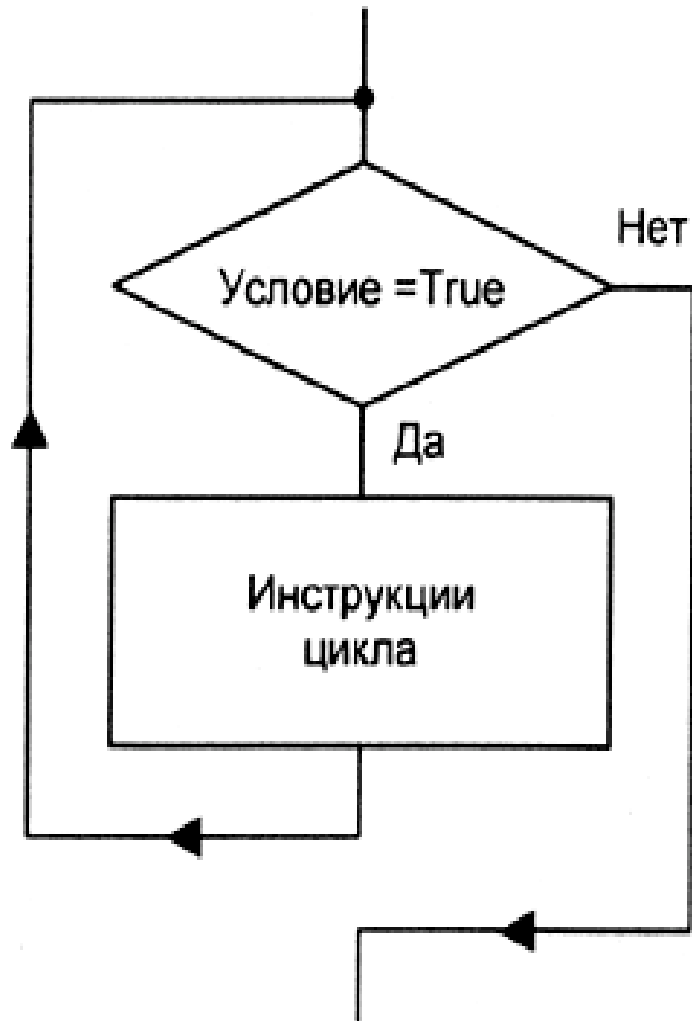 Нет
Условие =True
Да
Инструкции
цикла